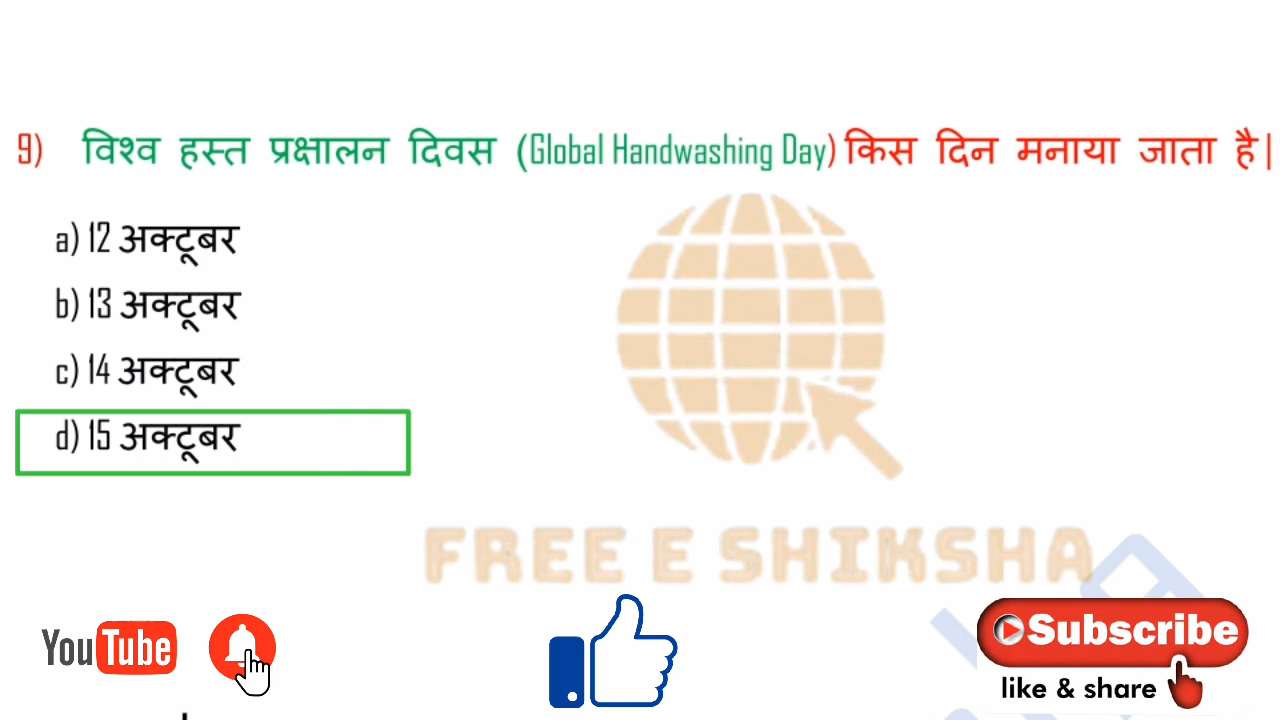 9) विश्व हस्त प्रक्षालन दिवस (Global Handwashing Day) किस दिन मनाया जाता है|
a) 12 अक्टूबर
b) 13 अक्टूबर
c) 14 अक्टूबर
d) 15 अक्टूबर
FREE E SHIKSHA
YouTube
Subscribe
like & share